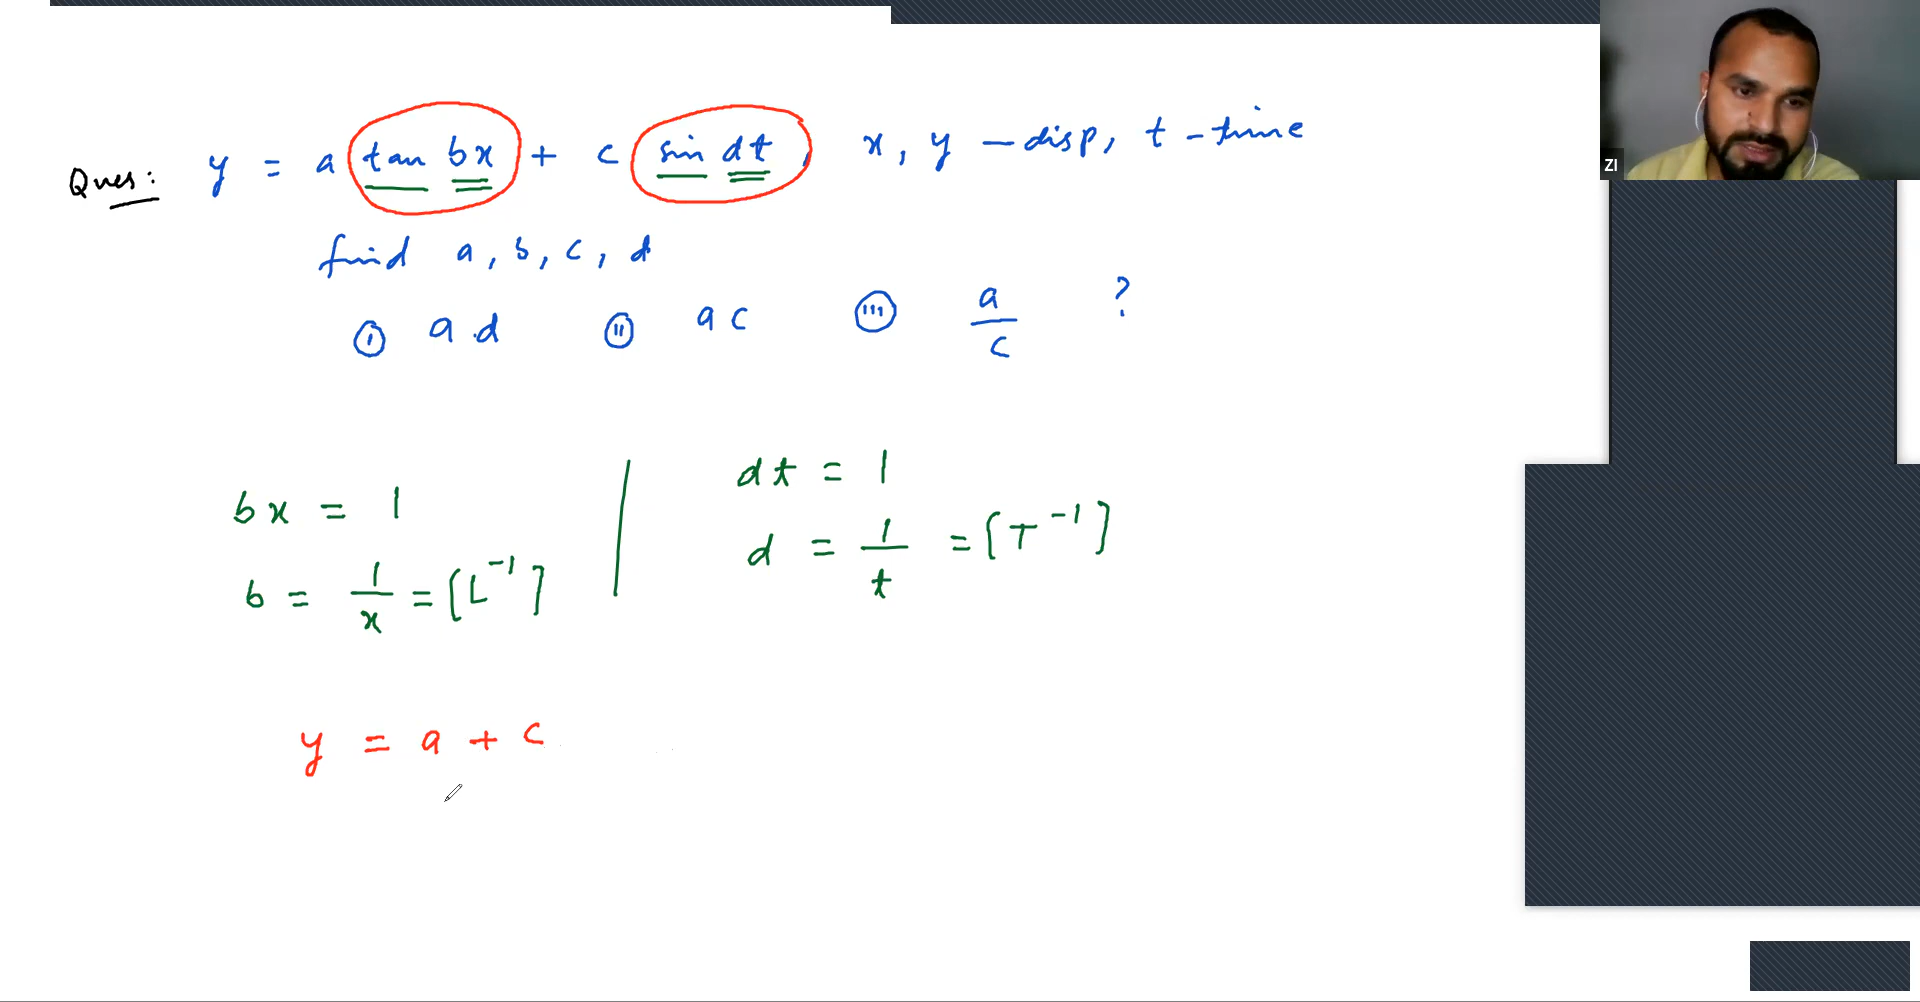 Ques: y = a tan bx + c sin dt, x, y – disp, t – time
find a, b, c, d
(i) a.d (ii) ac (iii) a/c ?
bx = 1
b = 1/x = [L⁻¹]
dt = 1
d = 1/t = [T⁻¹]
y = a + c
ZI